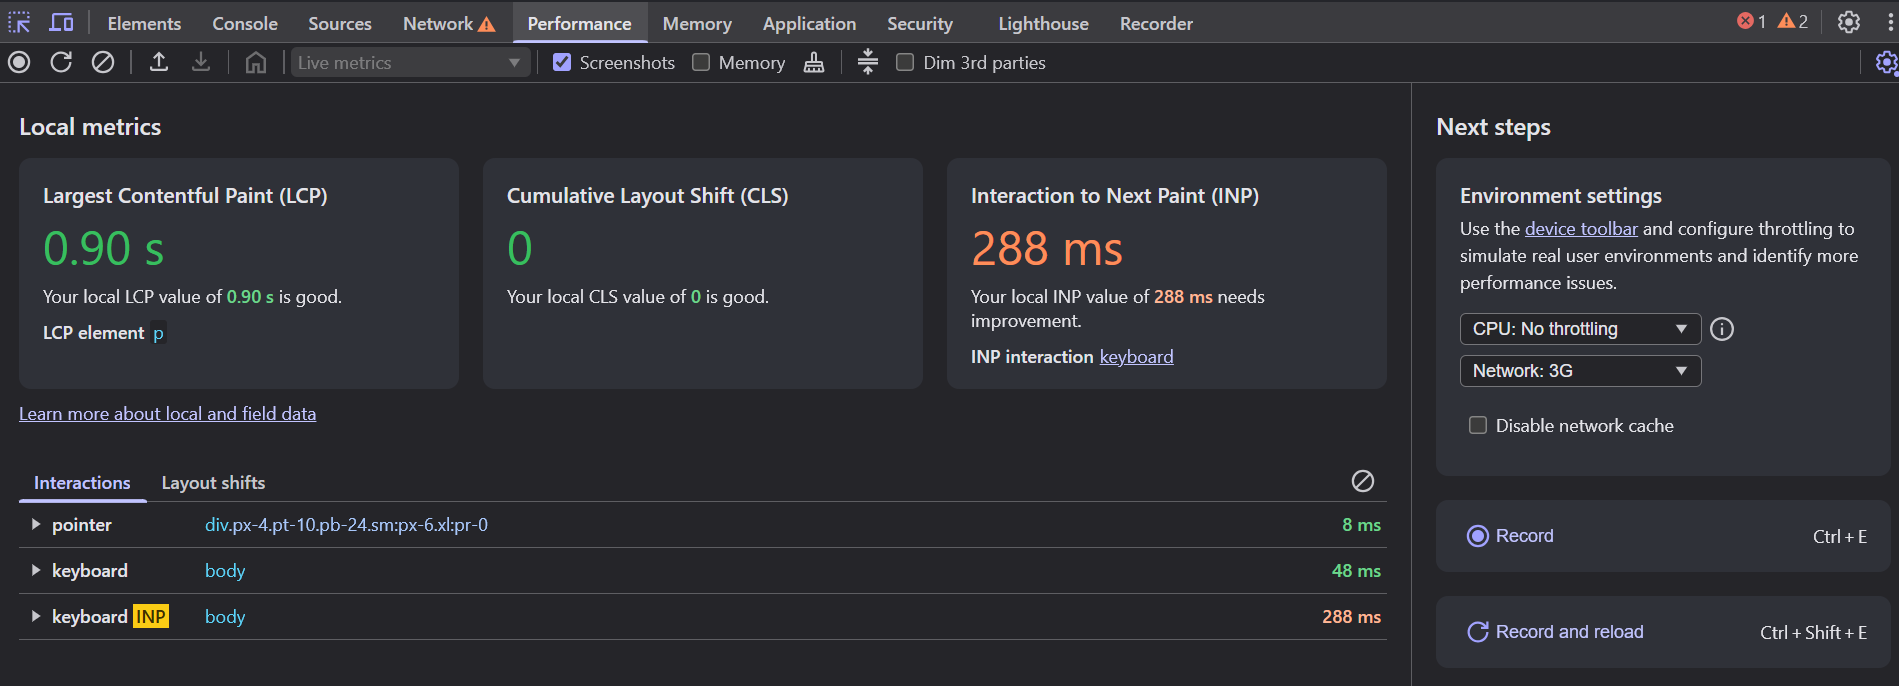 Elements Console Sources Network Performance Memory Application Security Lighthouse Recorder 1 2
Live metrics Screenshots Memory Dim 3rd parties
Local metrics
Largest Contentful Paint (LCP)
0.90 s
Your local LCP value of 0.90 s is good.
LCP element p
Cumulative Layout Shift (CLS)
0
Your local CLS value of 0 is good.
Interaction to Next Paint (INP)
288 ms
Your local INP value of 288 ms needs
improvement.
INP interaction keyboard
Learn more about local and field data
Interactions Layout shifts
pointer div.px-4.pt-10.pb-24.sm:px-6.xl:pr-0 8 ms
keyboard body 48 ms
keyboard INP body 288 ms
Next steps
Environment settings
Use the device toolbar and configure throttling to
simulate real user environments and identify more
performance issues.
CPU: No throttling
Network: 3G
Disable network cache
Record Ctrl + E
Record and reload Ctrl + Shift + E